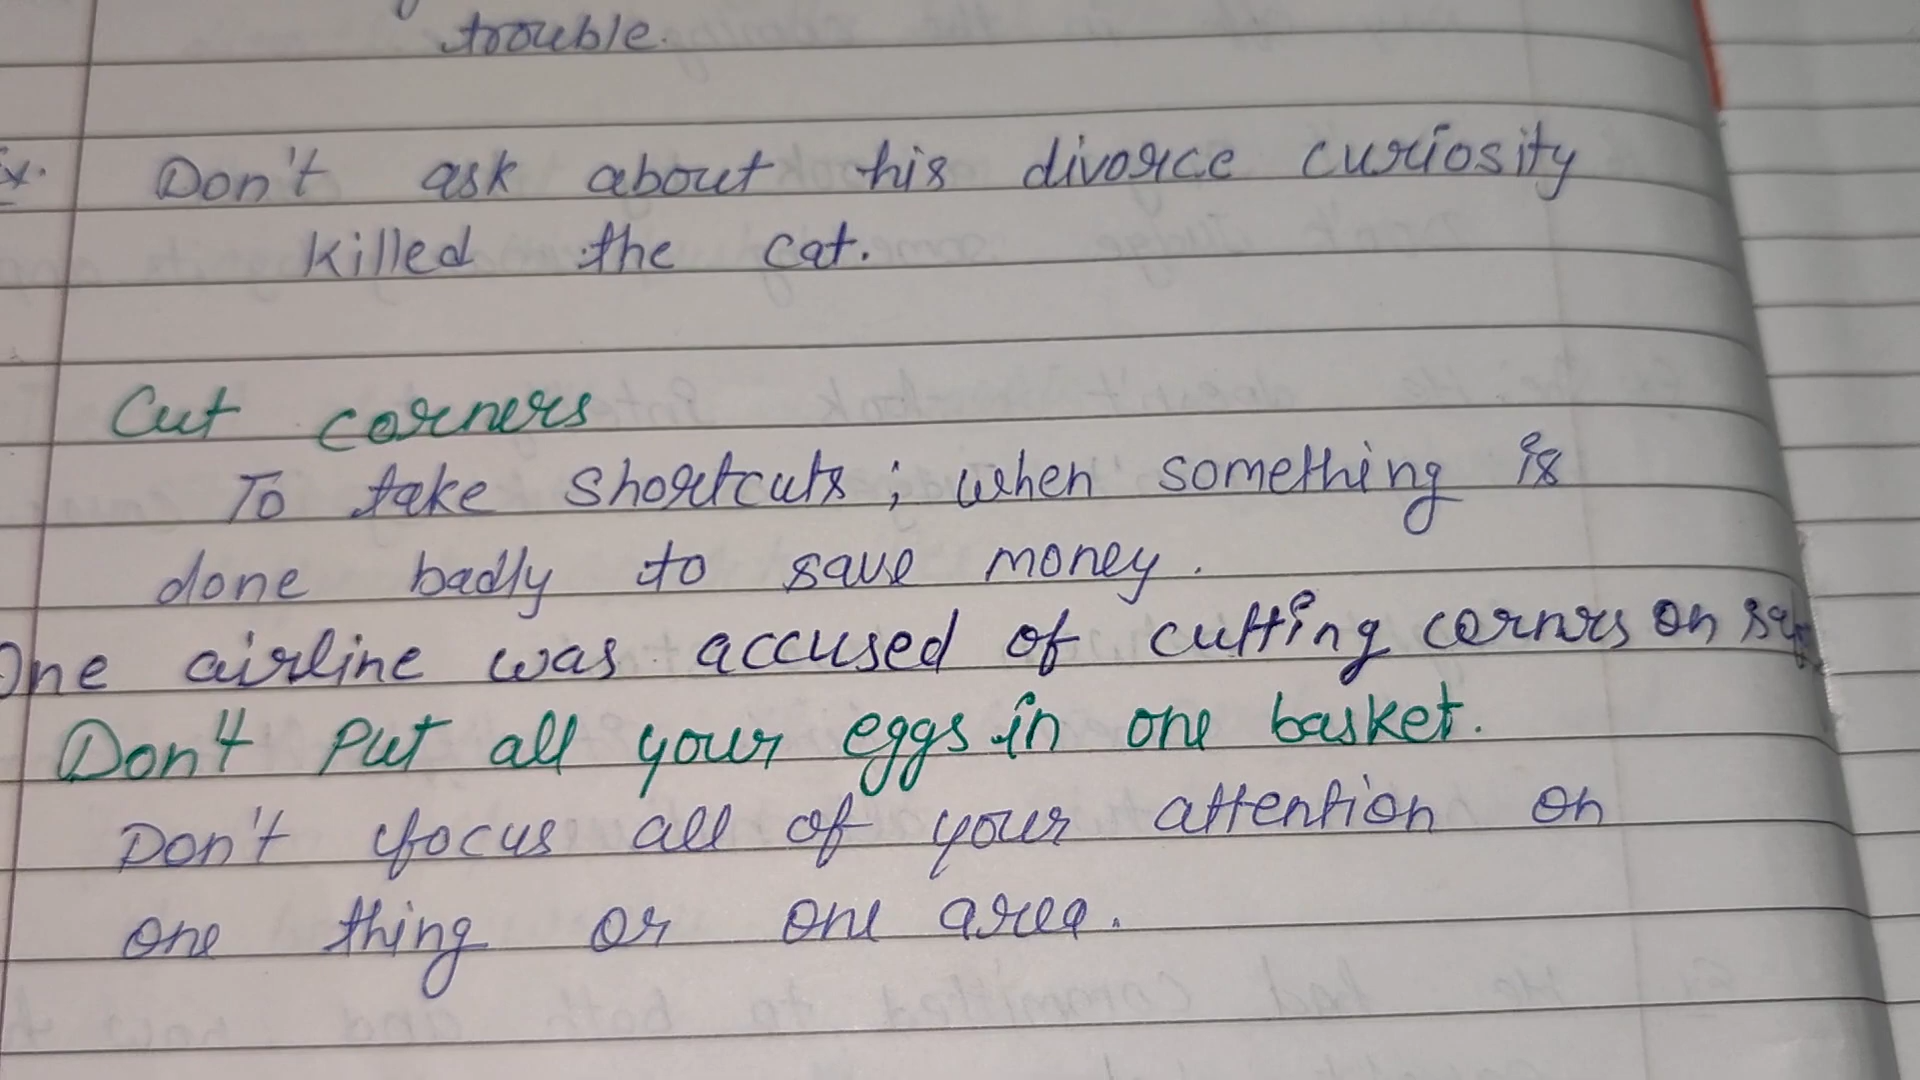 trouble.
Ex. Don't ask about his divorce curiosity
killed the cat.
Cut corners
To take shortcuts ; when something is
done badly to save money.
One airline was accused of cutting corners on
Don't Put all your eggs in one basket.
Don't focus all of your attention on
one thing or one area.